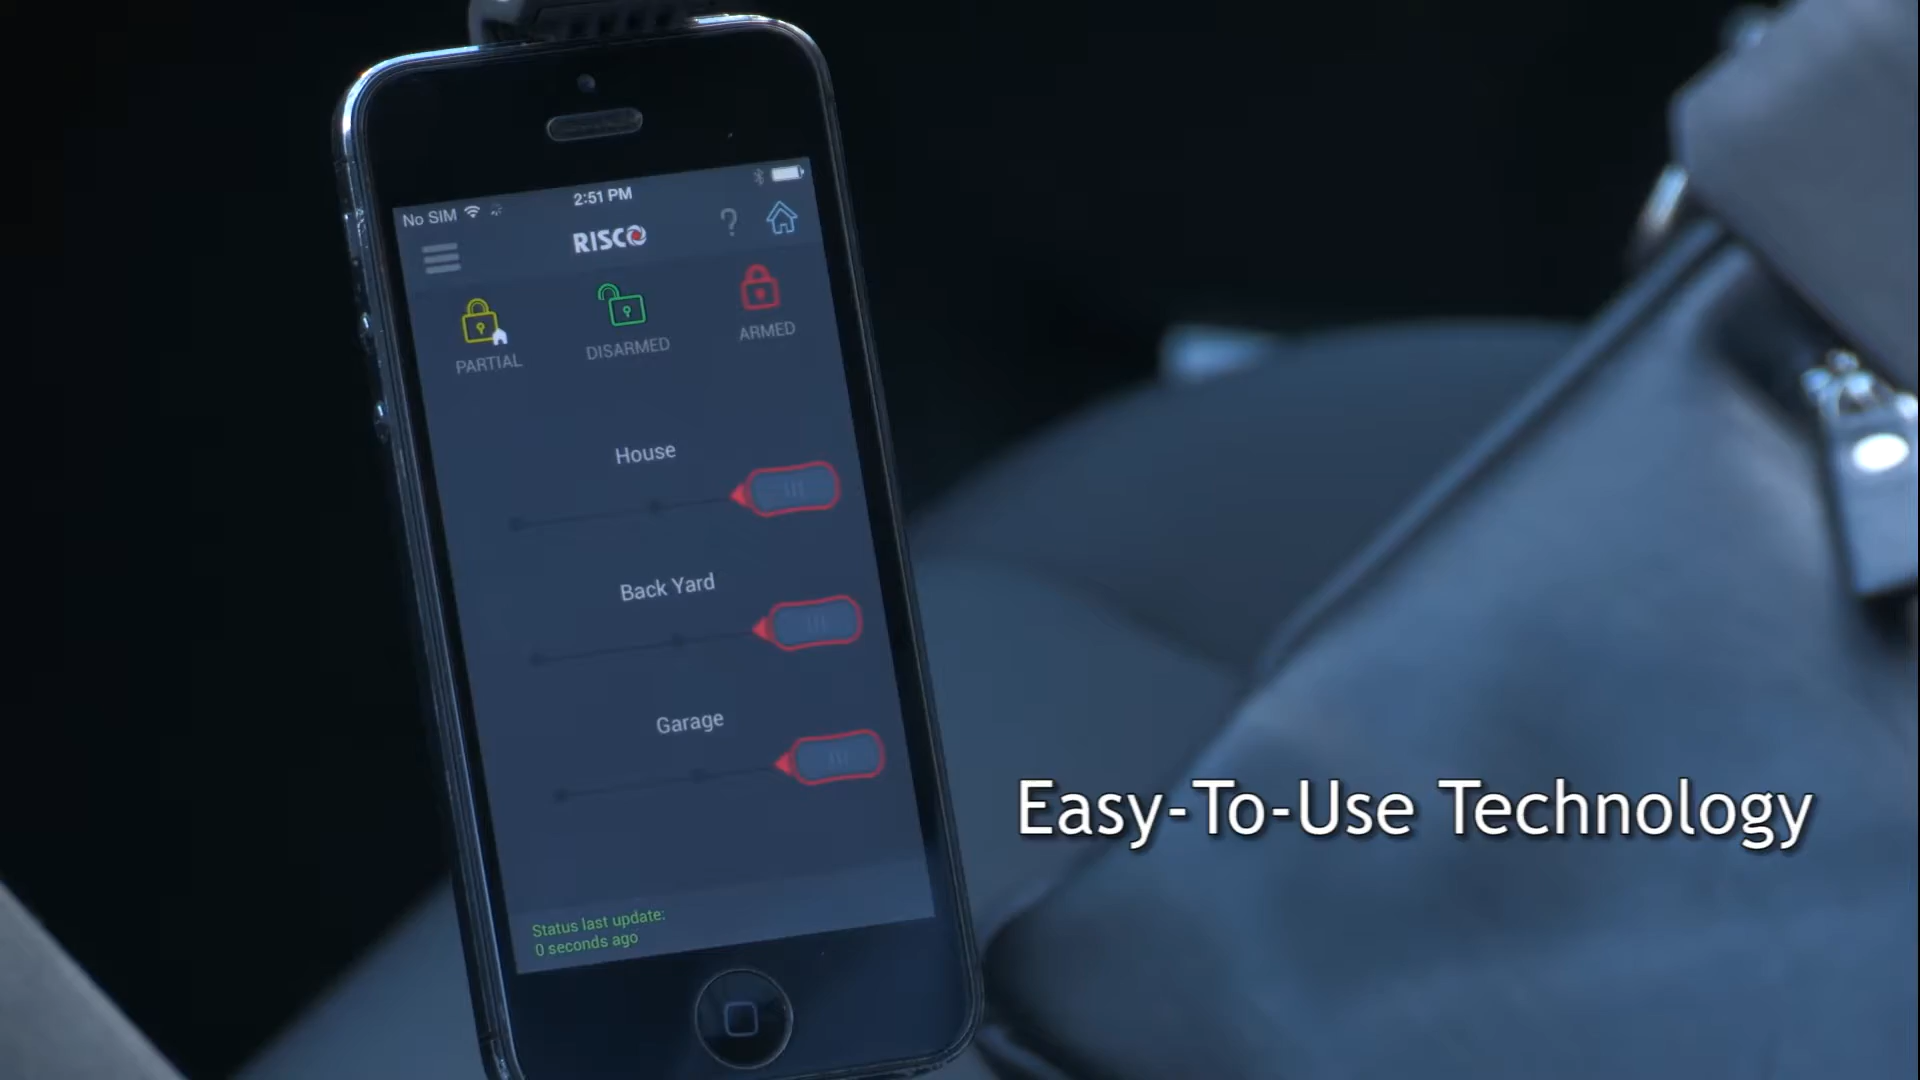 No SIM
2:51 PM
RISCO
?
PARTIAL
DISARMED
ARMED
House
Back Yard
Garage
Status last update:
0 seconds ago
Easy-To-Use Technology